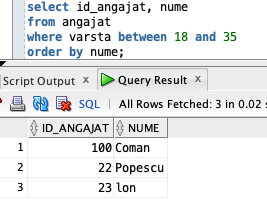 select id_angajat, nume
from angajat
where varsta between 18 and 35
order by nume;
Script Output x Query Result x
SQL | All Rows Fetched: 3 in 0.02 s
ID_ANGAJAT NUME
1 100 Coman
2 22 Popescu
3 23 lon